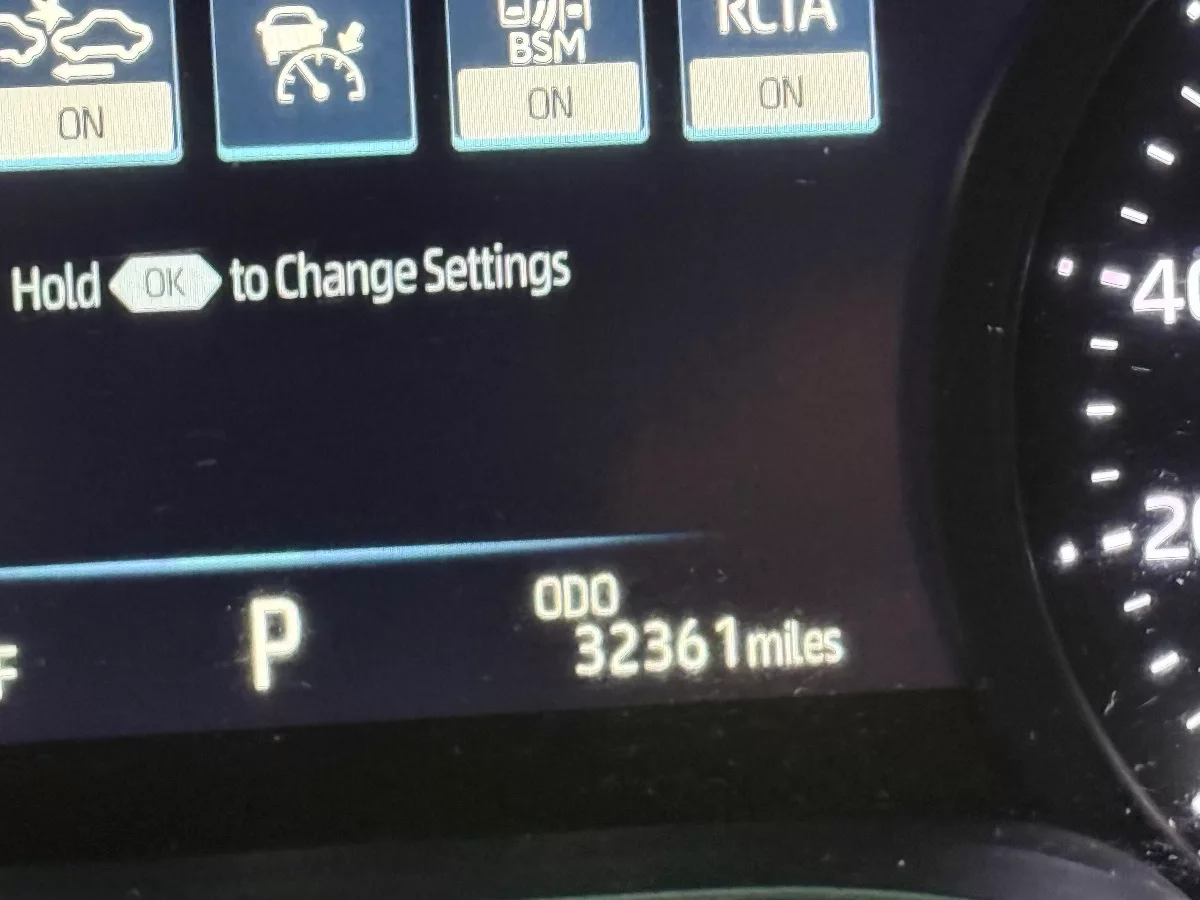 BSM
RCTA
ON
ON
ON
Hold OK to Change Settings
40
20
P
ODO
32361 miles
F